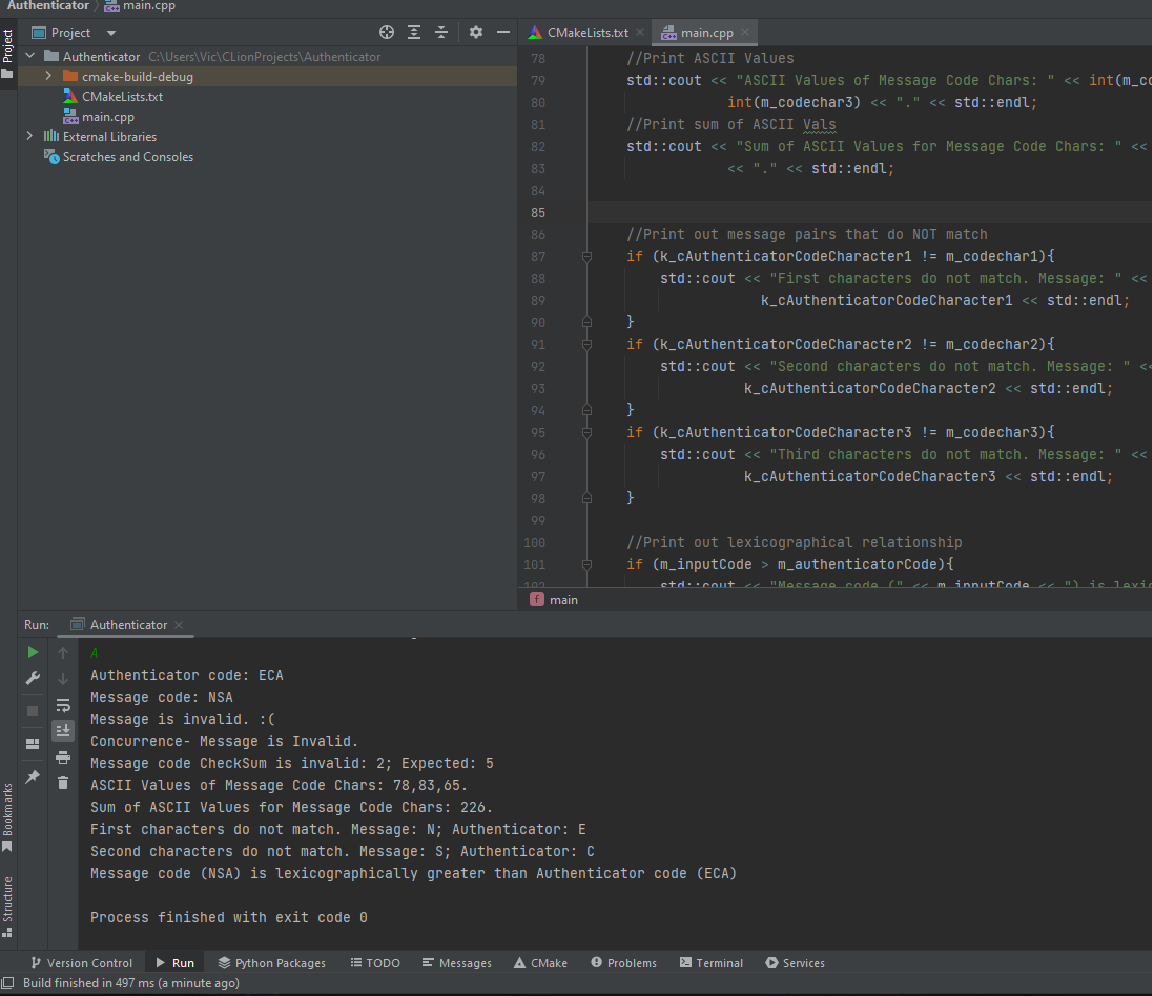 Authenticator main.cpp
Project
Project
Authenticator C:\Users\Vic\CLionProjects\Authenticator
cmake-build-debug
CMakeLists.txt
main.cpp
External Libraries
Scratches and Consoles
CMakeLists.txt main.cpp
78 //Print ASCII Values
79 std::cout << "ASCII Values of Message Code Chars: " << int(m_co
80 int(m_codechar3) << "." << std::endl;
81 //Print sum of ASCII Vals
82 std::cout << "Sum of ASCII Values for Message Code Chars: " <<
83 << "." << std::endl;
84
85
86 //Print out message pairs that do NOT match
87 if (k_cAuthenticatorCodeCharacter1 != m_codechar1){
88 std::cout << "First characters do not match. Message: " <<
89 k_cAuthenticatorCodeCharacter1 << std::endl;
90 }
91 if (k_cAuthenticatorCodeCharacter2 != m_codechar2){
92 std::cout << "Second characters do not match. Message: " <<
93 k_cAuthenticatorCodeCharacter2 << std::endl;
94 }
95 if (k_cAuthenticatorCodeCharacter3 != m_codechar3){
96 std::cout << "Third characters do not match. Message: " <<
97 k_cAuthenticatorCodeCharacter3 << std::endl;
98 }
99
100 //Print out lexicographical relationship
101 if (m_inputCode > m_authenticatorCode){
102 std::cout << "Message code (" << m_inputCode << ") is lexic
f main
Run: Authenticator
A
Authenticator code: ECA
Message code: NSA
Message is invalid. :(
Concurrence- Message is Invalid.
Message code CheckSum is invalid: 2; Expected: 5
ASCII Values of Message Code Chars: 78,83,65.
Sum of ASCII Values for Message Code Chars: 226.
First characters do not match. Message: N; Authenticator: E
Second characters do not match. Message: S; Authenticator: C
Message code (NSA) is lexicographically greater than Authenticator code (ECA)
Process finished with exit code 0
Bookmarks
Structure
Version Control Run Python Packages TODO Messages CMake Problems Terminal Services
Build finished in 497 ms (a minute ago)